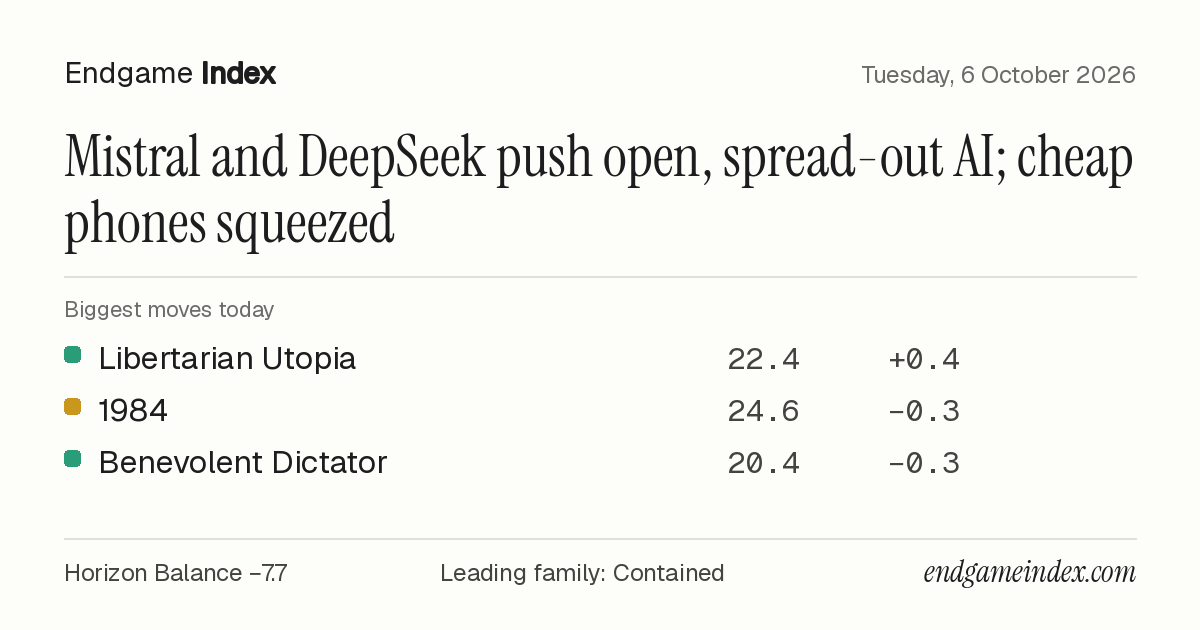 Endgame Index
Tuesday, 6 October 2026
Mistral and DeepSeek push open, spread-out AI; cheap
phones squeezed
Biggest moves today
Libertarian Utopia 22.4 +0.4
1984 24.6 −0.3
Benevolent Dictator 20.4 −0.3
Horizon Balance −7.7
Leading family: Contained
endgameindex.com